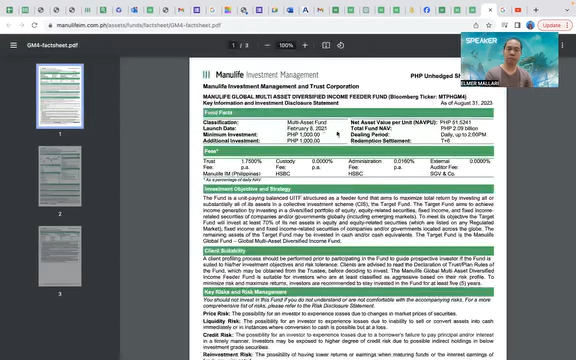 manulifeim.com.ph/assets/funds/factsheet/GM4-factsheet.pdf
Update
GM4-factsheet.pdf
1 / 3
100%
SPEAKER
ELMER MALLARI
1
2
3
Manulife Investment Management
PHP Unhedged Sh
Manulife Investment Management and Trust Corporation
MANULIFE GLOBAL MULTI ASSET DIVERSIFIED INCOME FEEDER FUND (Bloomberg Ticker: MTPHGM4)
Key Information and Investment Disclosure Statement As of August 31, 2023
Fund Facts
Classification: Multi-Asset Fund Net Asset Value per Unit (NAVPU): PHP 51.5241
Launch Date: February 8, 2021 Total Fund NAV: PHP 2.09 billion
Minimum Investment: PHP 1,000.00 Dealing Period: Daily, up to 2:00PM
Additional Investment: PHP 1,000.00 Redemption Settlement: T+6
Fees*
Trust 1.7500% Custody 0.0000% Administration 0.0160% External 0.0000%
Fee: p.a. Fee: p.a. Fee: p.a. Auditor Fee: p.a.
Manulife IM (Philippines) HSBC HSBC SGV & Co.
* As a percentage of daily NAV
Investment Objective and Strategy
The Fund is a unit-paying balanced UITF structured as a feeder fund that aims to maximize total return by investing all or
substantially all of its assets in a collective investment scheme (CIS), the Target Fund. The Target Fund aims to
achieve income generation by investing in a diversified portfolio of equity, equity-related securities, fixed income, and fixed income-
related securities of companies and/or governments globally (including emerging markets). To meet its objective the Target
Fund will invest at least 70% of its net assets in equity and equity-related securities (which are listed on any Regulated
Market), fixed income and fixed income-related securities of companies and/or governments located across the globe. The
remaining assets of the Target Fund may be invested in cash and/or cash equivalents. The Target Fund is the Manulife
Global Fund – Global Multi-Asset Diversified Income Fund.
Client Suitability
A client profiling process should be performed prior to participating in the Fund to guide prospective investor if the Fund is
suited to his/her investment objectives and risk tolerance. Clients are advised to read the Declaration of Trust/Plan Rules of
the Fund, which may be obtained from the Trustee, before deciding to invest. The Manulife Global Multi-Asset Diversified
Income Feeder Fund is suitable for investors who are at least classified as aggressive based on their risk profile. To
minimize risk and maximize returns, investors are recommended to stay invested in the Fund for at least five (5) years.
Key Risks and Risk Management
You should not invest in this Fund if you do not understand or are not comfortable with the accompanying risks. For a more
comprehensive list of risks, please refer to the Risk Disclosure Statement.
Price Risk: The possibility for an investor to experience losses due to changes in market prices of securities.
Liquidity Risk: The possibility for an investor to experience losses due to inability to sell or convert assets into cash
immediately or in instances where conversion to cash is possible but at a loss.
Credit Risk: The possibility for an investor to experience losses due to a borrower's failure to pay principal and/or interest
in a timely manner. Investors may be exposed to higher degree of credit risk due to possible indirect holdings in below
investment grade securities.
Reinvestment Risk: The possibility of having lower returns or earnings when maturing funds or the interest earnings of